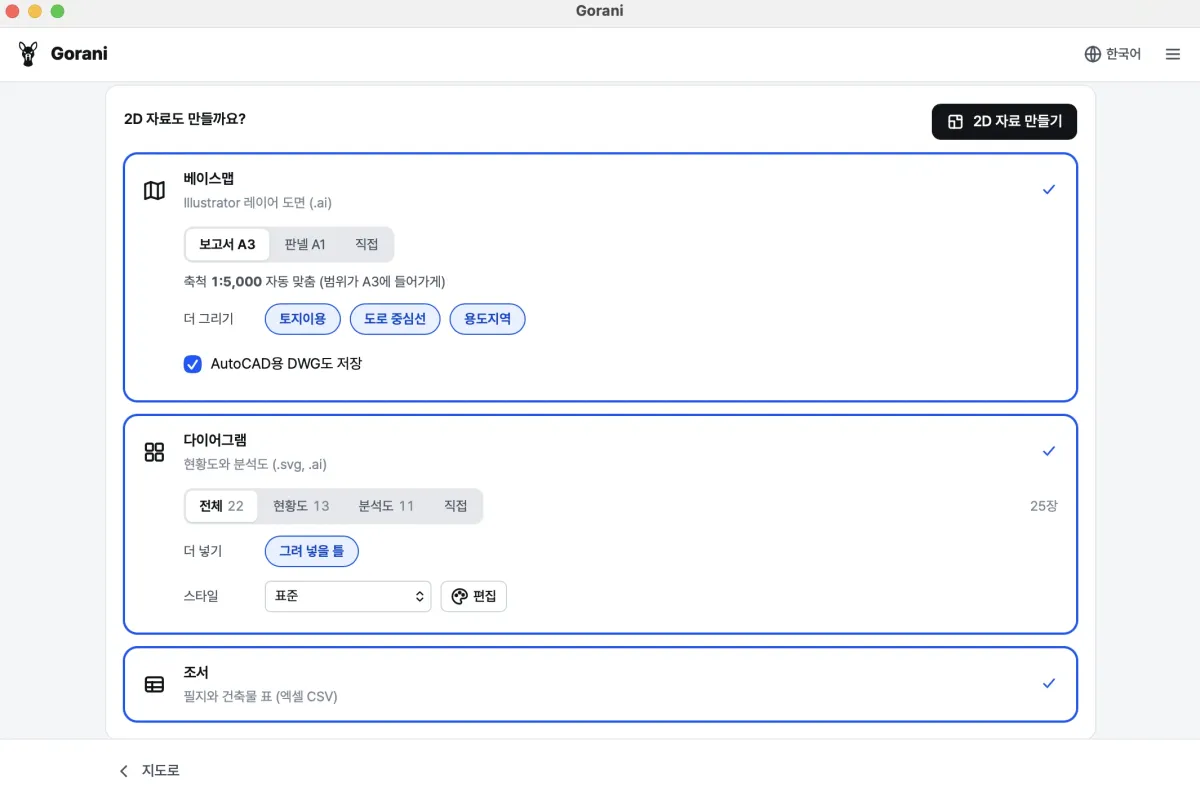 Gorani
Gorani
한국어
2D 자료도 만들까요?
2D 자료 만들기
베이스맵
Illustrator 레이어 도면 (.ai)
보고서 A3 판넬 A1 직접
축척 1:5,000 자동 맞춤 (범위가 A3에 들어가게)
더 그리기 토지이용 도로 중심선 용도지역
AutoCAD용 DWG도 저장
다이어그램
현황도와 분석도 (.svg, .ai)
전체 22 현황도 13 분석도 11 직접 25장
더 넣기 그려 넣을 틀
스타일 표준 편집
조서
필지와 건축물 표 (엑셀 CSV)
지도로